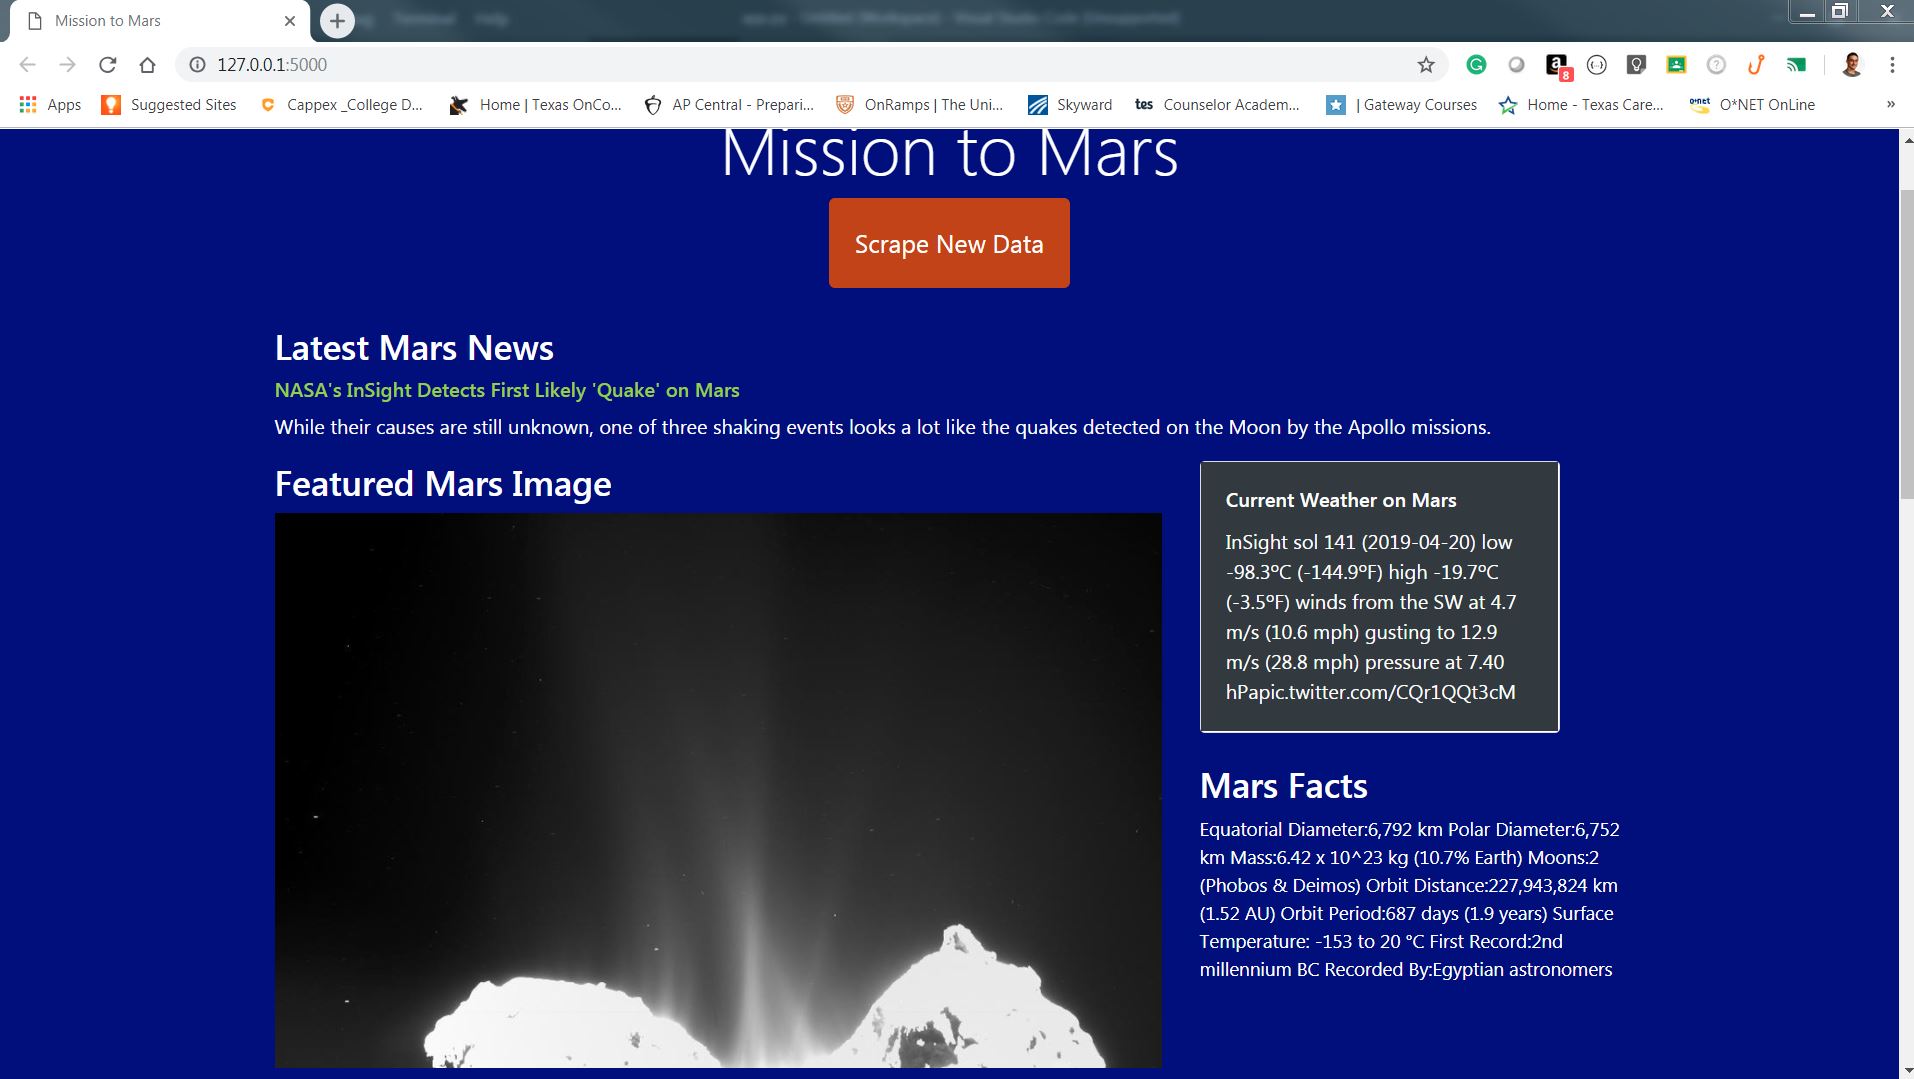 Mission to Mars
Terminal Help
127.0.0.1:5000
8
Apps
Suggested Sites
Cappex _College D...
Home | Texas OnCo...
AP Central - Prepari...
OnRamps | The Uni...
Skyward
tes Counselor Academ...
| Gateway Courses
Home - Texas Care...
O*NET OnLine
»
Mission to Mars
Scrape New Data
Latest Mars News
NASA's InSight Detects First Likely 'Quake' on Mars
While their causes are still unknown, one of three shaking events looks a lot like the quakes detected on the Moon by the Apollo missions.
Featured Mars Image
Current Weather on Mars
InSight sol 141 (2019-04-20) low
-98.3ºC (-144.9ºF) high -19.7ºC
(-3.5ºF) winds from the SW at 4.7
m/s (10.6 mph) gusting to 12.9
m/s (28.8 mph) pressure at 7.40
hPapic.twitter.com/CQr1QQt3cM
Mars Facts
Equatorial Diameter:6,792 km Polar Diameter:6,752
km Mass:6.42 x 10^23 kg (10.7% Earth) Moons:2
(Phobos & Deimos) Orbit Distance:227,943,824 km
(1.52 AU) Orbit Period:687 days (1.9 years) Surface
Temperature: -153 to 20 °C First Record:2nd
millennium BC Recorded By:Egyptian astronomers